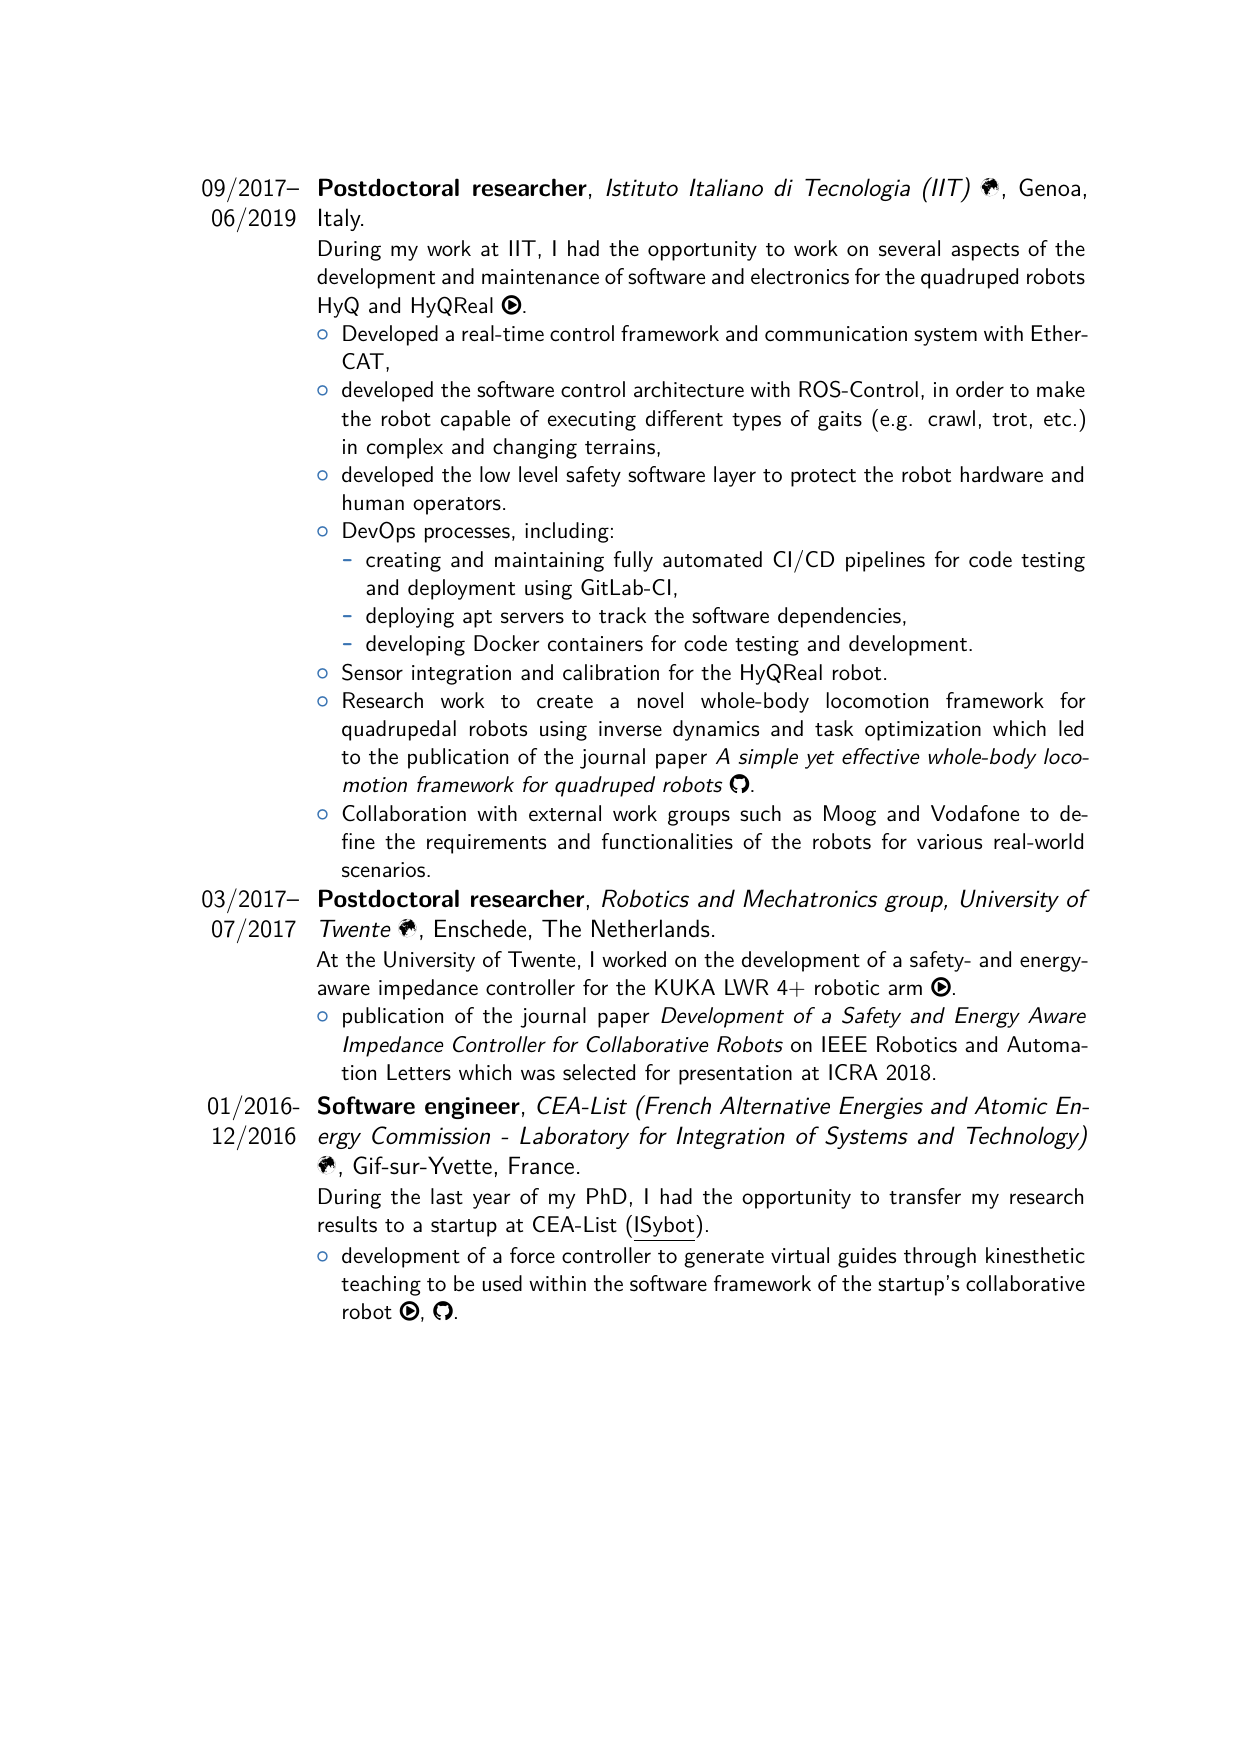 09/2017– Postdoctoral researcher, Istituto Italiano di Tecnologia (IIT) , Genoa,
06/2019 Italy.
During my work at IIT, I had the opportunity to work on several aspects of the
development and maintenance of software and electronics for the quadruped robots
HyQ and HyQReal .
Developed a real-time control framework and communication system with Ether-
CAT,
developed the software control architecture with ROS-Control, in order to make
the robot capable of executing different types of gaits (e.g. crawl, trot, etc.)
in complex and changing terrains,
developed the low level safety software layer to protect the robot hardware and
human operators.
DevOps processes, including:
– creating and maintaining fully automated CI/CD pipelines for code testing
and deployment using GitLab-CI,
– deploying apt servers to track the software dependencies,
– developing Docker containers for code testing and development.
Sensor integration and calibration for the HyQReal robot.
Research work to create a novel whole-body locomotion framework for
quadrupedal robots using inverse dynamics and task optimization which led
to the publication of the journal paper A simple yet effective whole-body loco-
motion framework for quadruped robots .
Collaboration with external work groups such as Moog and Vodafone to de-
fine the requirements and functionalities of the robots for various real-world
scenarios.
03/2017– Postdoctoral researcher, Robotics and Mechatronics group, University of
07/2017 Twente , Enschede, The Netherlands.
At the University of Twente, I worked on the development of a safety- and energy-
aware impedance controller for the KUKA LWR 4+ robotic arm .
publication of the journal paper Development of a Safety and Energy Aware
Impedance Controller for Collaborative Robots on IEEE Robotics and Automa-
tion Letters which was selected for presentation at ICRA 2018.
01/2016- Software engineer, CEA-List (French Alternative Energies and Atomic En-
12/2016 ergy Commission - Laboratory for Integration of Systems and Technology)
, Gif-sur-Yvette, France.
During the last year of my PhD, I had the opportunity to transfer my research
results to a startup at CEA-List (ISybot).
development of a force controller to generate virtual guides through kinesthetic
teaching to be used within the software framework of the startup's collaborative
robot , .